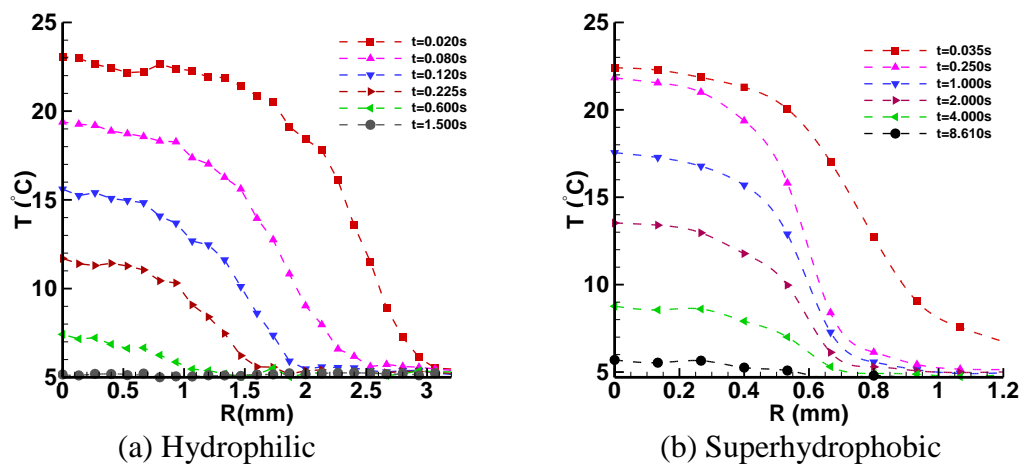 25
20
15
10
5
T (°C)
0
0.5
1
1.5
2
2.5
3
R(mm)
t=0.020s
t=0.080s
t=0.120s
t=0.225s
t=0.600s
t=1.500s
(a) Hydrophilic
25
20
15
10
5
T (°C)
0
0.2
0.4
0.6
0.8
1
1.2
R (mm)
t=0.035s
t=0.250s
t=1.000s
t=2.000s
t=4.000s
t=8.610s
(b) Superhydrophobic